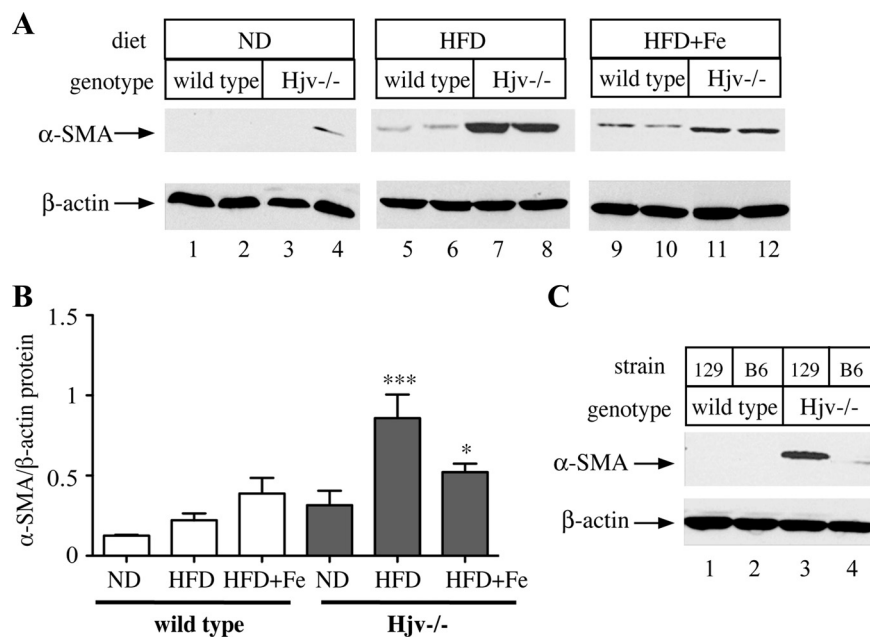 A
diet ND HFD HFD+Fe
genotype wild type Hjv-/- wild type Hjv-/- wild type Hjv-/-
α-SMA
β-actin
1 2 3 4 5 6 7 8 9 10 11 12
B
α-SMA/β-actin protein
1.5
1
0.5
0
***
*
ND HFD HFD+Fe ND HFD HFD+Fe
wild type Hjv-/-
C
strain 129 B6 129 B6
genotype wild type Hjv-/-
α-SMA
β-actin
1 2 3 4